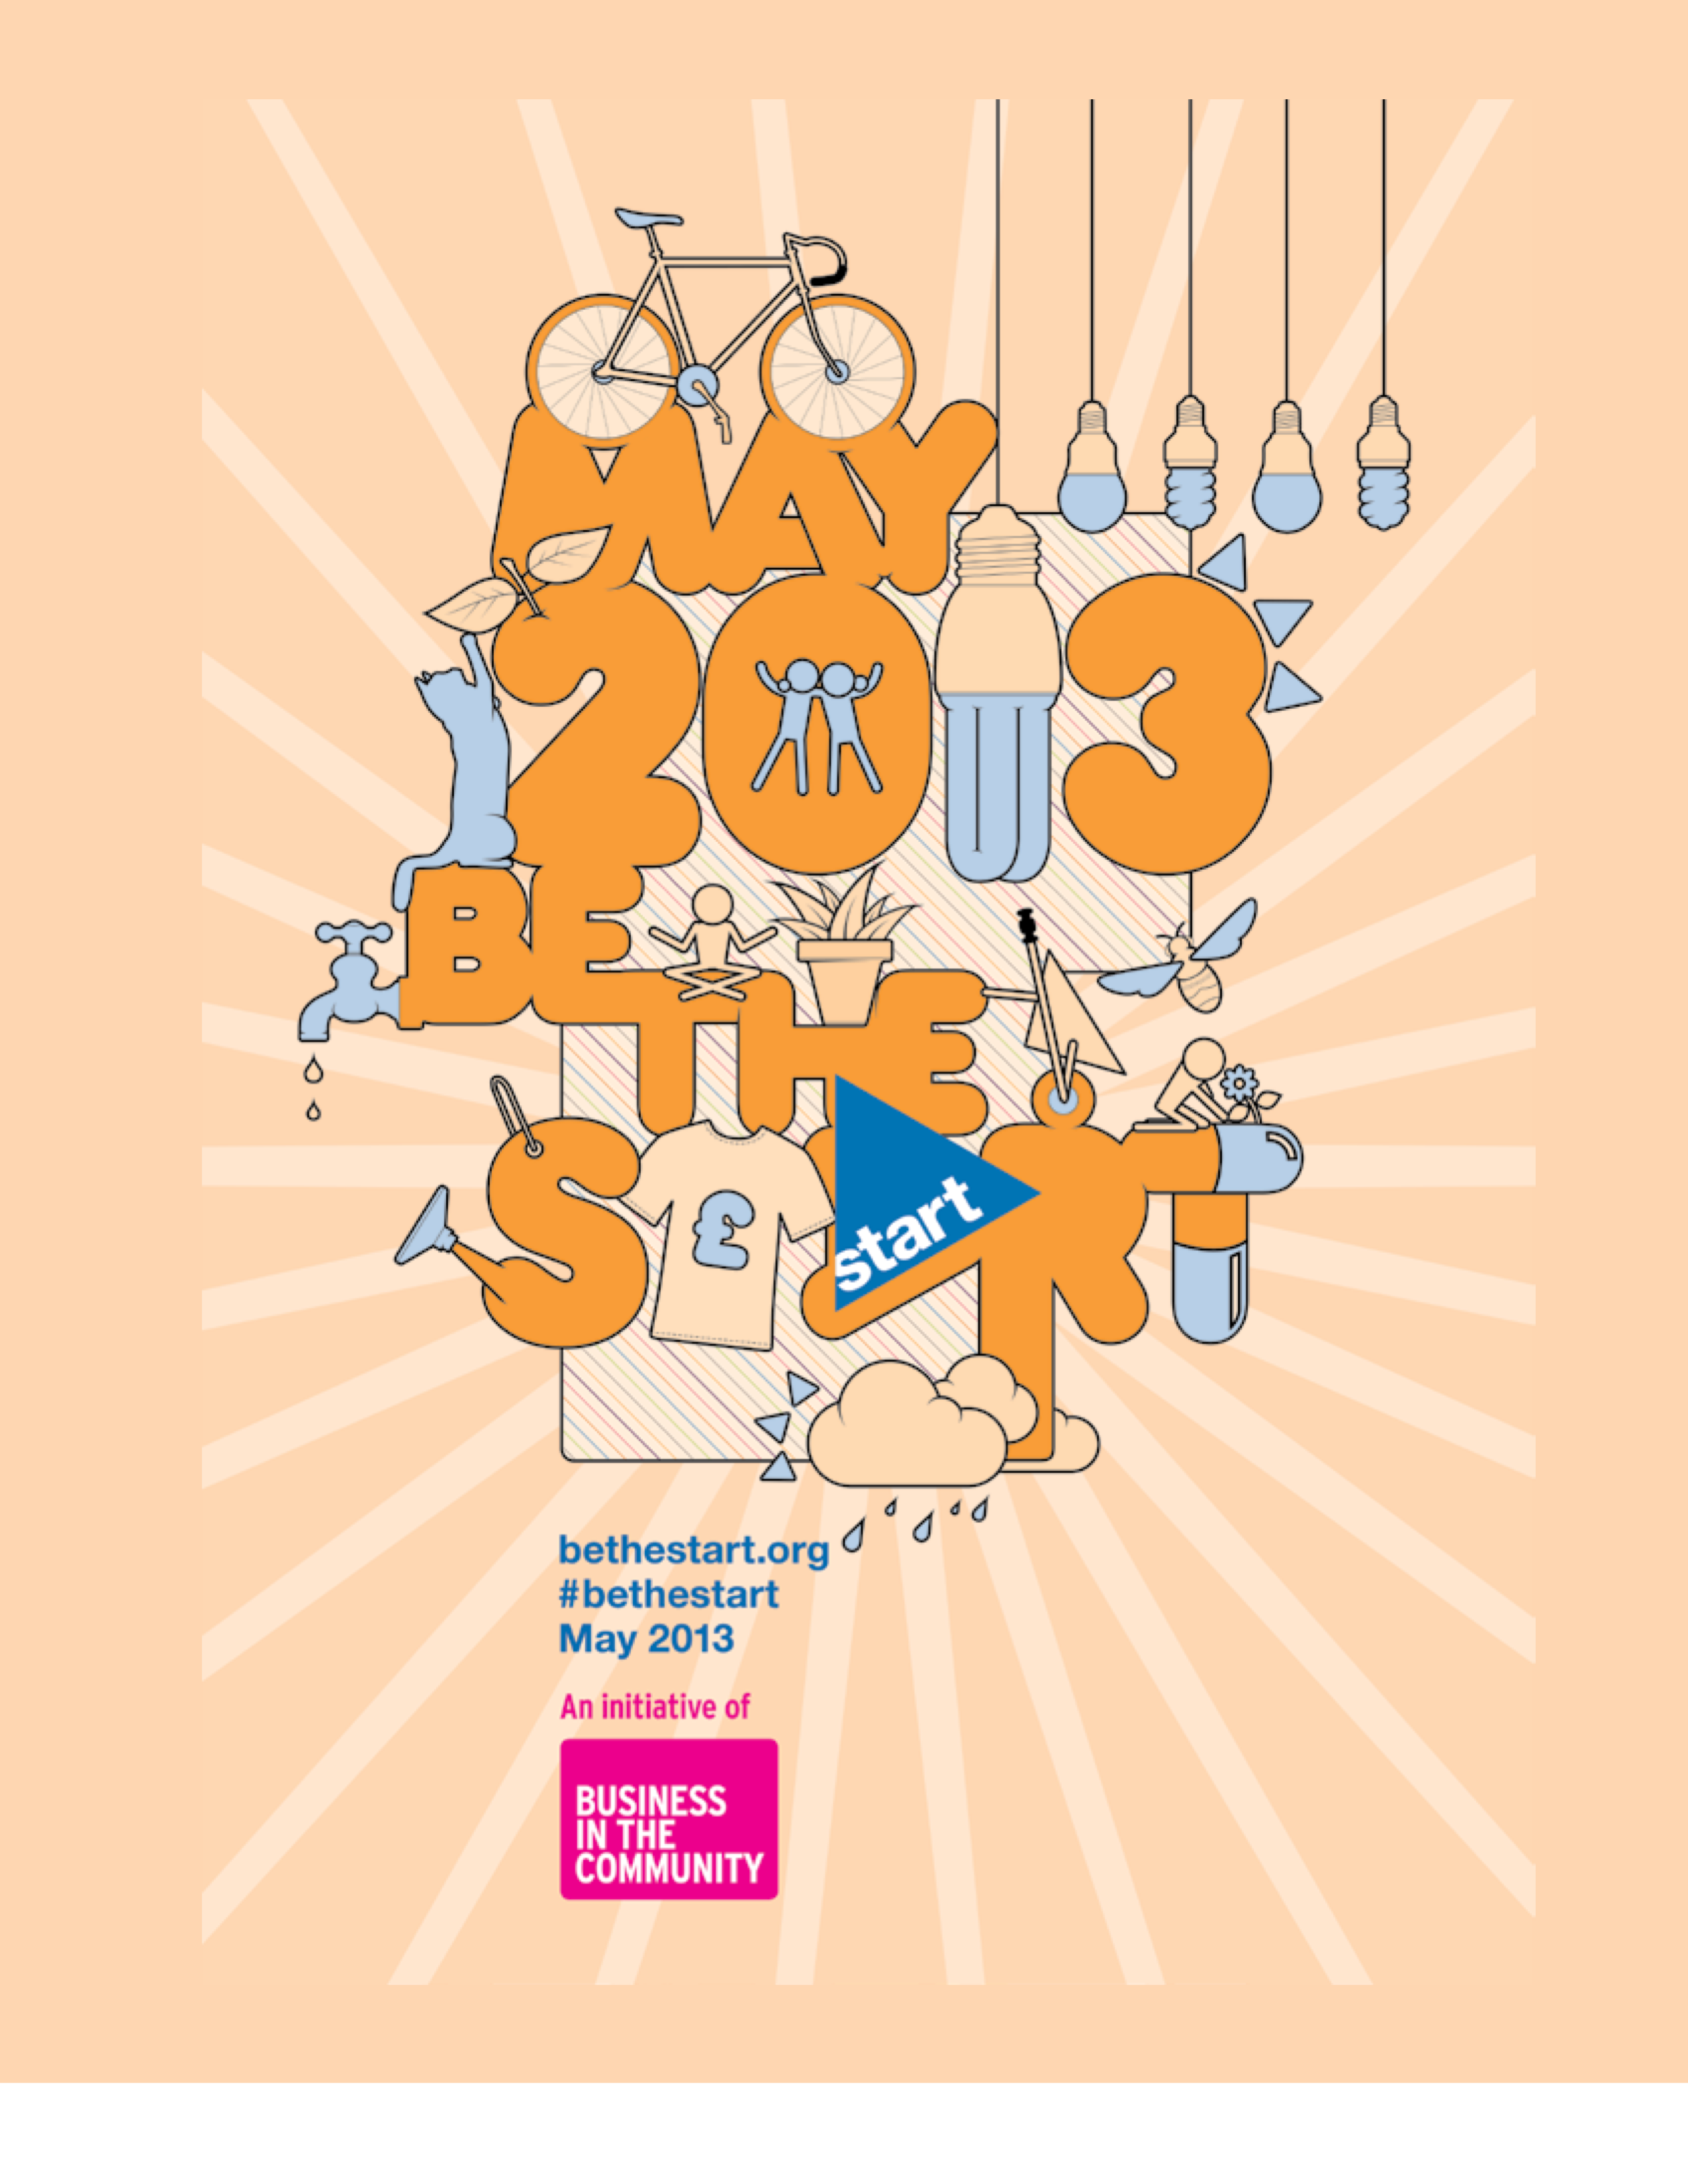 MAY
2013
BE
THE
START
£
start
bethestart.org
#bethestart
May 2013
An initiative of
BUSINESS
IN THE
COMMUNITY